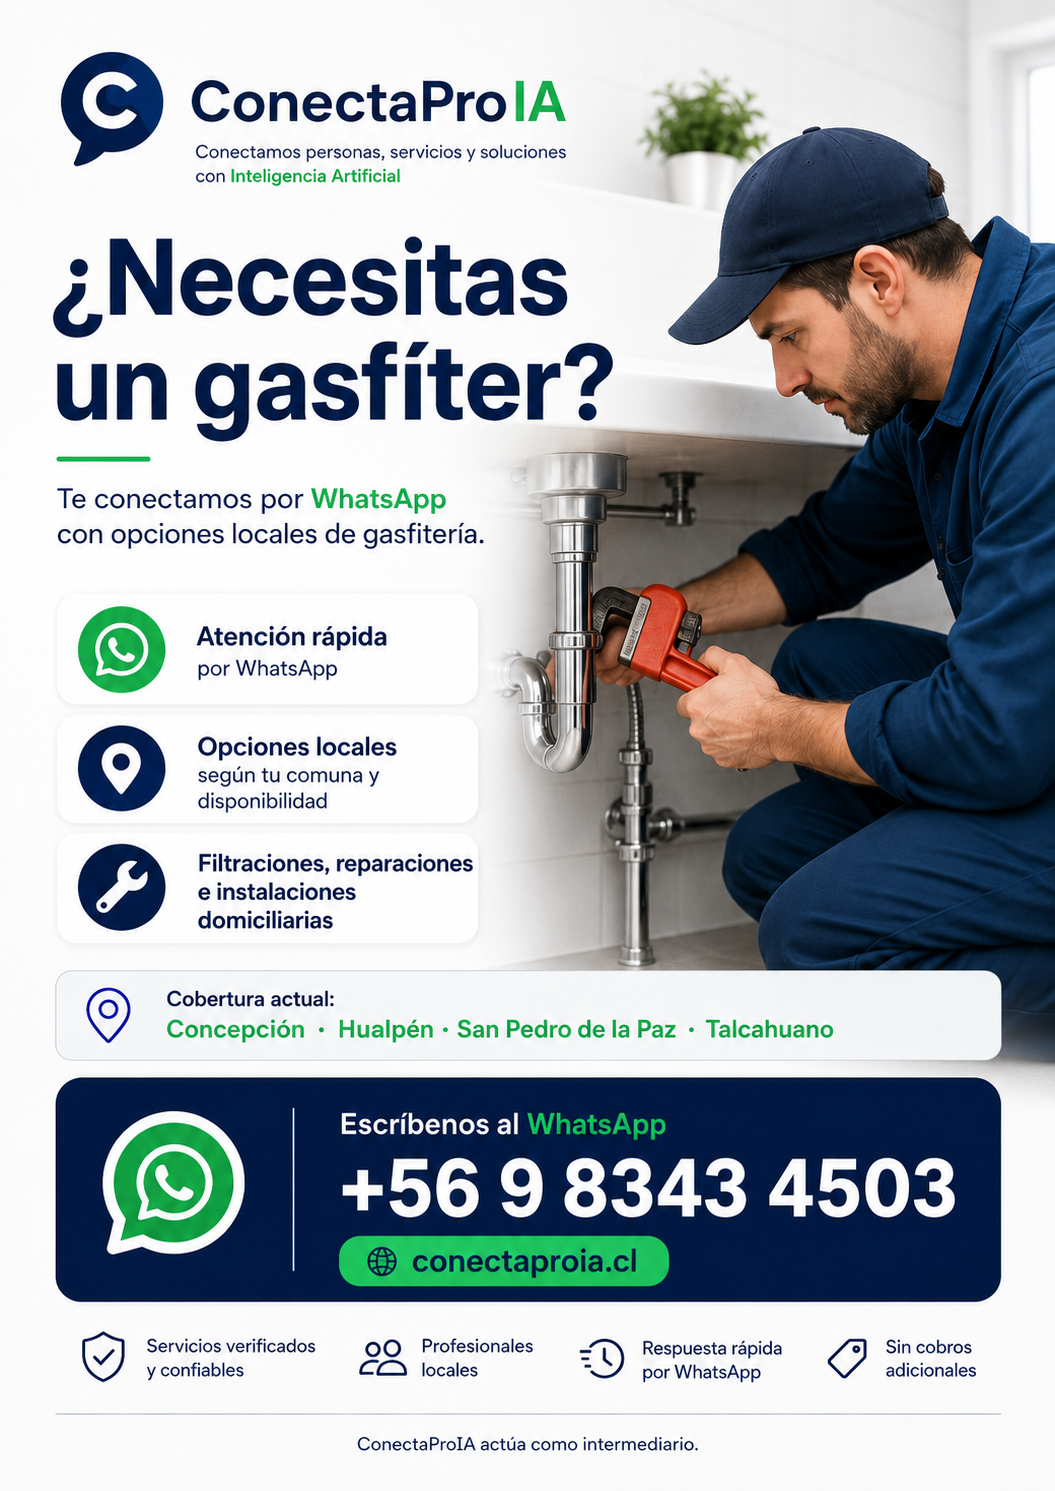 ConectaPro IA
Conectamos personas, servicios y soluciones
con Inteligencia Artificial
¿Necesitas
un gasfíter?
Te conectamos por WhatsApp
con opciones locales de gasfitería.
Atención rápida
por WhatsApp
Opciones locales
según tu comuna y
disponibilidad
Filtraciones, reparaciones
e instalaciones
domiciliarias
Cobertura actual:
Concepción · Hualpén · San Pedro de la Paz · Talcahuano
Escríbenos al WhatsApp
+56 9 8343 4503
conectaproia.cl
Servicios verificados
y confiables
Profesionales
locales
Respuesta rápida
por WhatsApp
Sin cobros
adicionales
ConectaProIA actúa como intermediario.